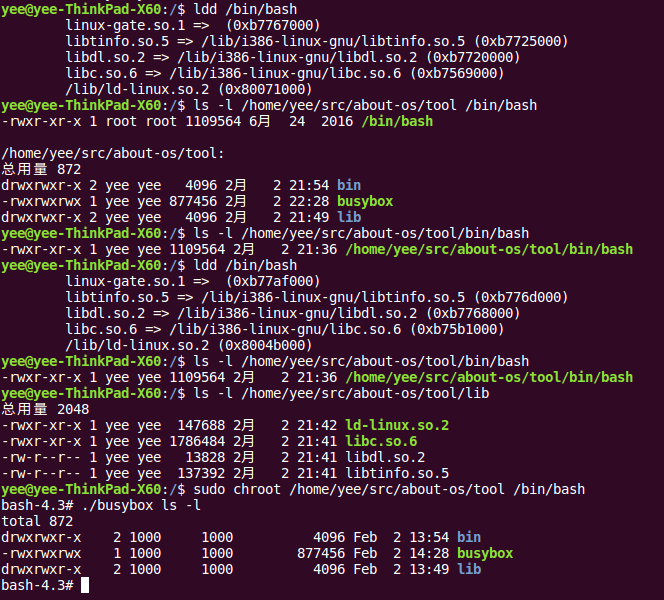 yee@yee-ThinkPad-X60:/$ ldd /bin/bash
linux-gate.so.1 =>  (0xb7767000)
libtinfo.so.5 => /lib/i386-linux-gnu/libtinfo.so.5 (0xb7725000)
libdl.so.2 => /lib/i386-linux-gnu/libdl.so.2 (0xb7720000)
libc.so.6 => /lib/i386-linux-gnu/libc.so.6 (0xb7569000)
/lib/ld-linux.so.2 (0x80071000)
yee@yee-ThinkPad-X60:/$ ls -l /home/yee/src/about-os/tool /bin/bash
-rwxr-xr-x 1 root root 1109564 6月  24  2016 /bin/bash
/home/yee/src/about-os/tool:
总用量 872
drwxrwxr-x 2 yee yee   4096 2月   2 21:54 bin
-rwxrwxrwx 1 yee yee 877456 2月   2 22:28 busybox
drwxrwxr-x 2 yee yee   4096 2月   2 21:49 lib
yee@yee-ThinkPad-X60:/$ ls -l /home/yee/src/about-os/tool/bin/bash
-rwxr-xr-x 1 yee yee 1109564 2月   2 21:36 /home/yee/src/about-os/tool/bin/bash
yee@yee-ThinkPad-X60:/$ ldd /bin/bash
linux-gate.so.1 =>  (0xb77af000)
libtinfo.so.5 => /lib/i386-linux-gnu/libtinfo.so.5 (0xb776d000)
libdl.so.2 => /lib/i386-linux-gnu/libdl.so.2 (0xb7768000)
libc.so.6 => /lib/i386-linux-gnu/libc.so.6 (0xb75b1000)
/lib/ld-linux.so.2 (0x8004b000)
yee@yee-ThinkPad-X60:/$ ls -l /home/yee/src/about-os/tool/bin/bash
-rwxr-xr-x 1 yee yee 1109564 2月   2 21:36 /home/yee/src/about-os/tool/bin/bash
yee@yee-ThinkPad-X60:/$ ls -l /home/yee/src/about-os/tool/lib
总用量 2048
-rwxr-xr-x 1 yee yee  147688 2月   2 21:42 ld-linux.so.2
-rwxr-xr-x 1 yee yee 1786484 2月   2 21:41 libc.so.6
-rw-r--r-- 1 yee yee   13828 2月   2 21:41 libdl.so.2
-rw-r--r-- 1 yee yee  137392 2月   2 21:41 libtinfo.so.5
yee@yee-ThinkPad-X60:/$ sudo chroot /home/yee/src/about-os/tool /bin/bash
bash-4.3# ./busybox ls -l
total 872
drwxrwxr-x    2 1000     1000          4096 Feb  2 13:54 bin
-rwxrwxrwx    1 1000     1000        877456 Feb  2 14:28 busybox
drwxrwxr-x    2 1000     1000          4096 Feb  2 13:49 lib
bash-4.3#